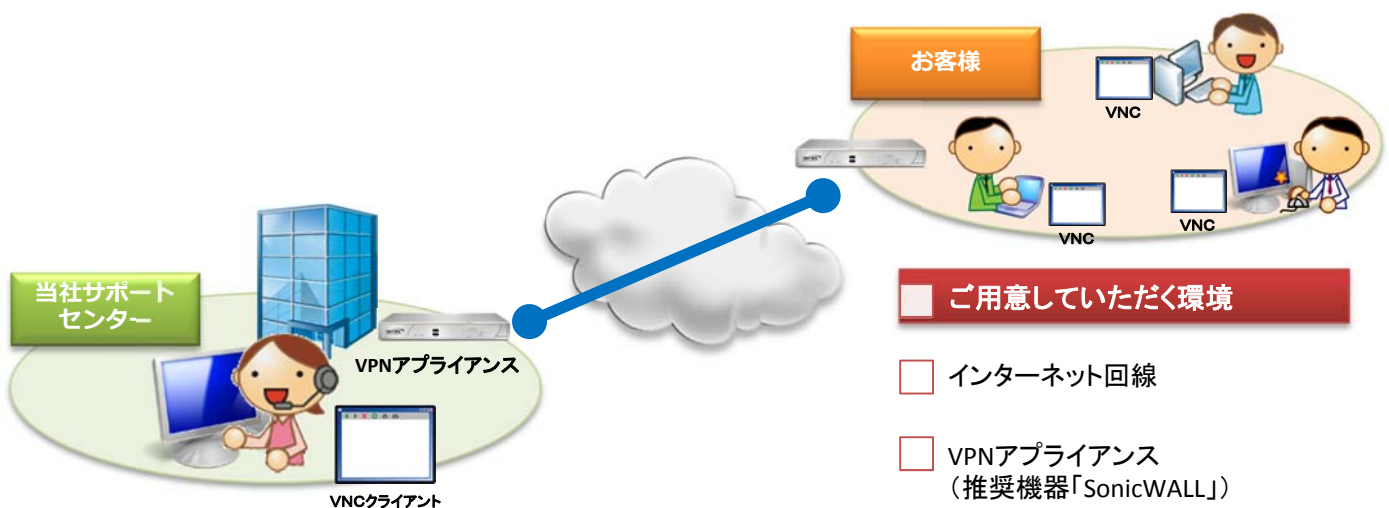 お客様
VNC
VNC
VNC
当社サポート
センター
VPNアプライアンス
VNCクライアント
ご用意していただく環境
インターネット回線
VPNアプライアンス
（推奨機器「SonicWALL」）